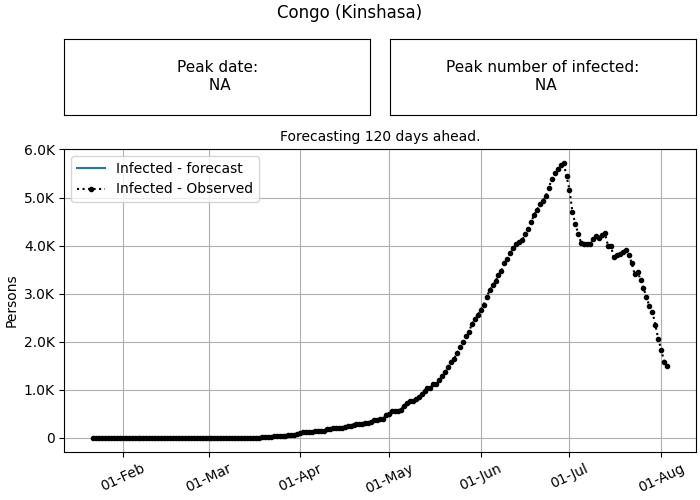 Congo (Kinshasa)
Peak date:
NA
Peak number of infected:
NA
Forecasting 120 days ahead.
6.0K
5.0K
4.0K
3.0K
2.0K
1.0K
0
Persons
Infected - forecast
Infected - Observed
01-Feb
01-Mar
01-Apr
01-May
01-Jun
01-Jul
01-Aug